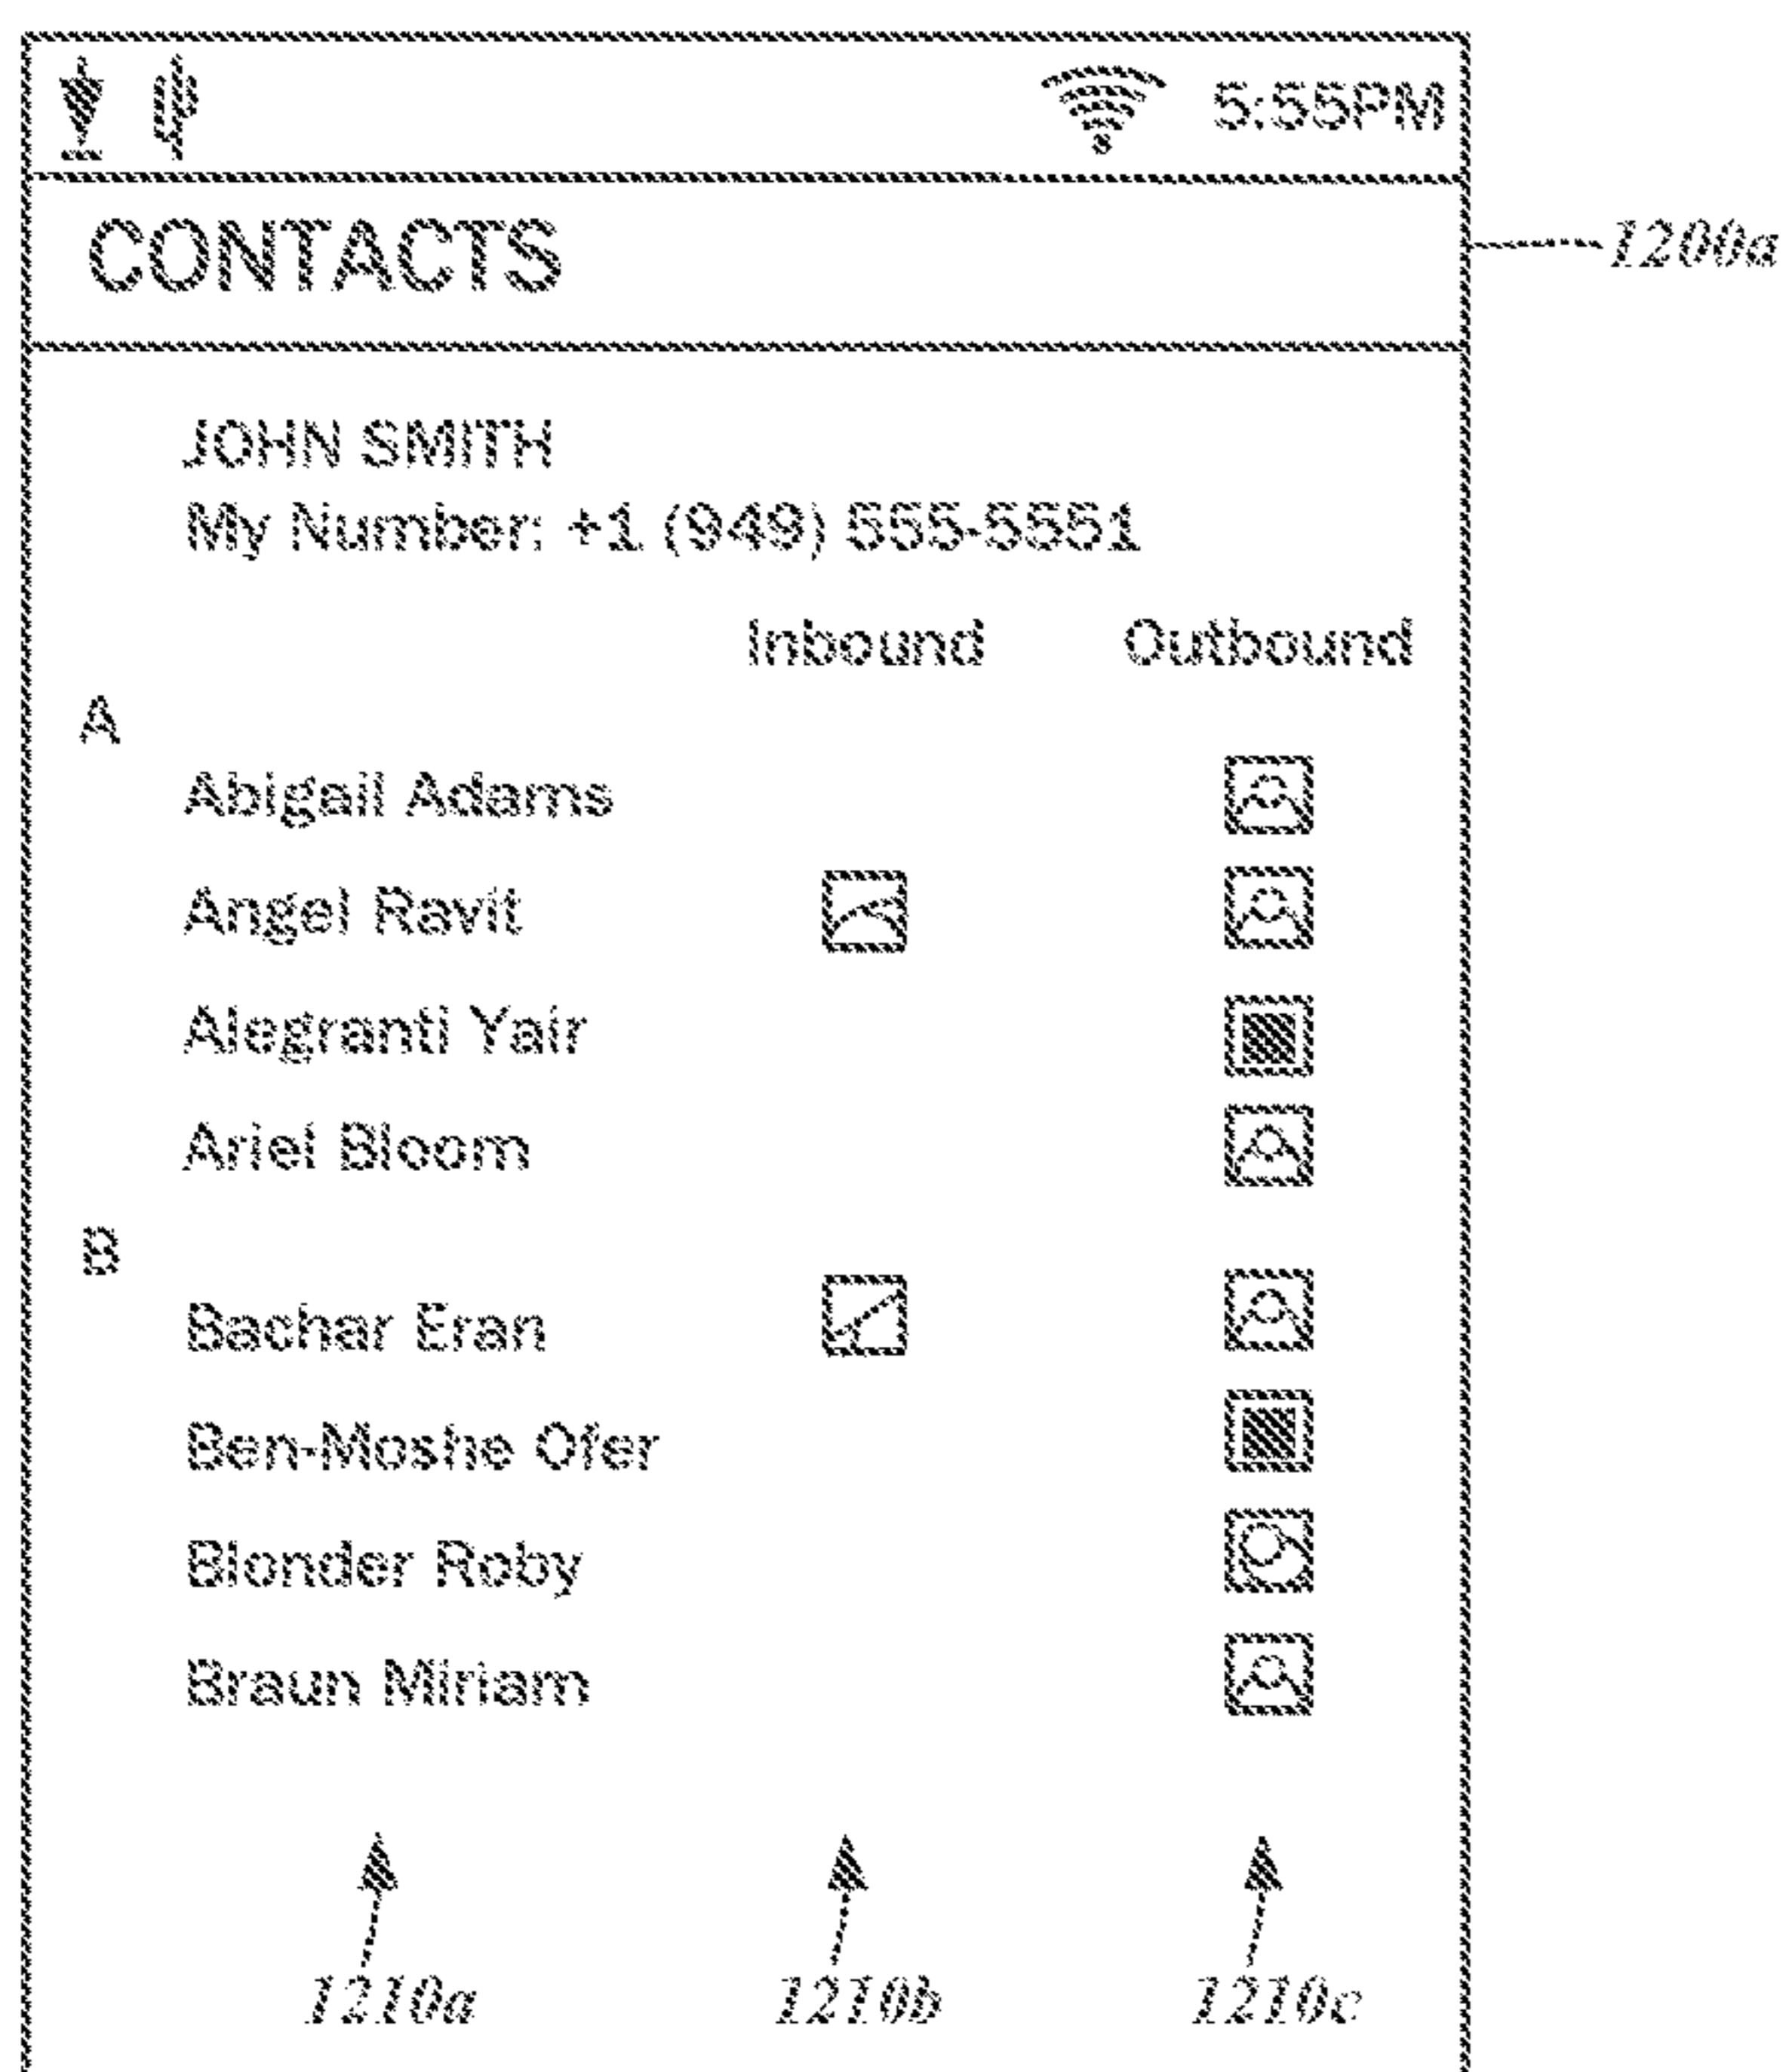 5:55PM
CONTACTS
1200a
JOHN SMITH
My Number: +1 (949) 555-5551
Inbound Outbound
A
Abigail Adams
Angel Ravit
Alegranti Yair
Ariel Bloom
B
Bachar Eran
Ben-Moshe Ofer
Blonder Roby
Braun Miriam
1210a 1210b 1210c